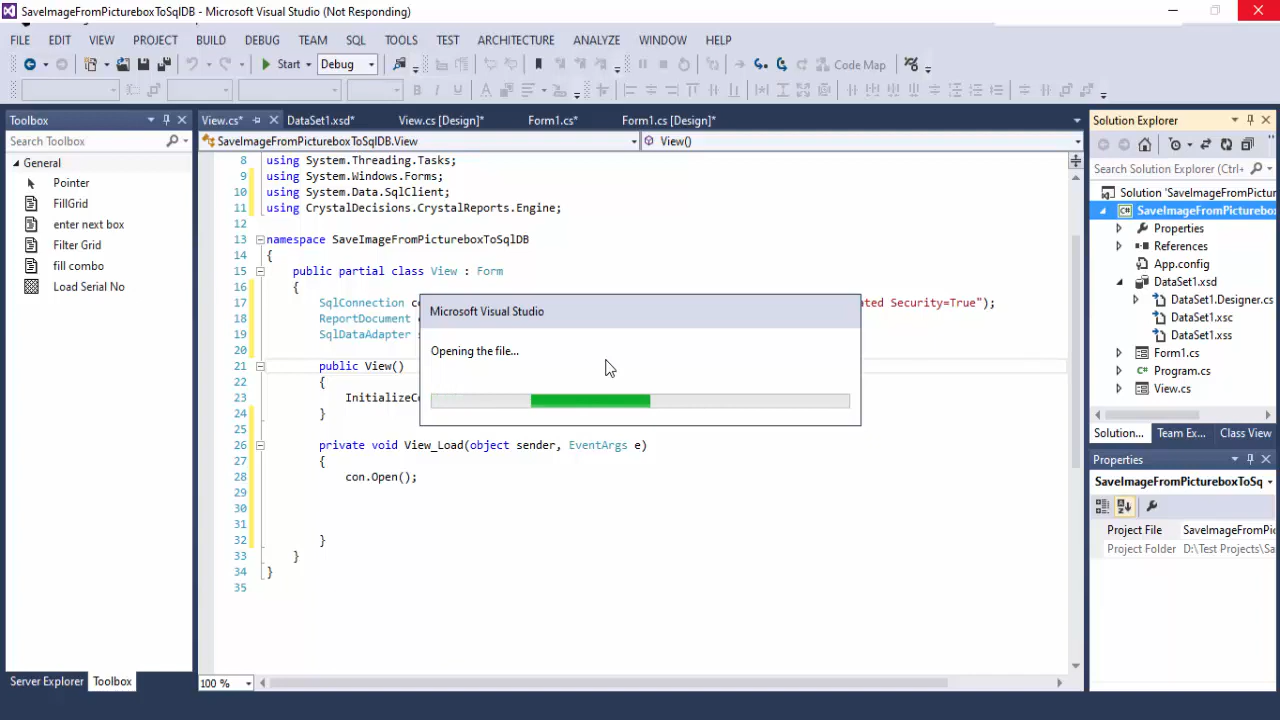 SaveImageFromPictureboxToSqlDB - Microsoft Visual Studio (Not Responding)
FILE EDIT VIEW PROJECT BUILD DEBUG TEAM SQL TOOLS TEST ARCHITECTURE ANALYZE WINDOW HELP
Start Debug Code Map
Toolbox
Search Toolbox
General
Pointer
FillGrid
enter next box
Filter Grid
fill combo
Load Serial No
Server Explorer Toolbox
View.cs* DataSet1.xsd* View.cs [Design]* Form1.cs* Form1.cs [Design]*
SaveImageFromPictureboxToSqlDB.View View()
8 using System.Threading.Tasks;
9 using System.Windows.Forms;
10 using System.Data.SqlClient;
11 using CrystalDecisions.CrystalReports.Engine;
12
13 namespace SaveImageFromPictureboxToSqlDB
14 {
15 public partial class View : Form
16 {
17 SqlConnection co ated Security=True");
18 ReportDocument
19 SqlDataAdapter
20
21 public View()
22 {
23 InitializeCo
24 }
25
26 private void View_Load(object sender, EventArgs e)
27 {
28 con.Open();
29
30
31
32 }
33 }
34 }
35
100 %
Microsoft Visual Studio
Opening the file...
Solution Explorer
Search Solution Explorer (Ctrl+
Solution 'SaveImageFromPictur
SaveImageFromPicturebox
Properties
References
App.config
DataSet1.xsd
DataSet1.Designer.cs
DataSet1.xsc
DataSet1.xss
Form1.cs
Program.cs
View.cs
Solution... Team Ex... Class View
Properties
SaveImageFromPictureboxToSq
Project File SaveImageFromPi
Project Folder D:\Test Projects\Sa